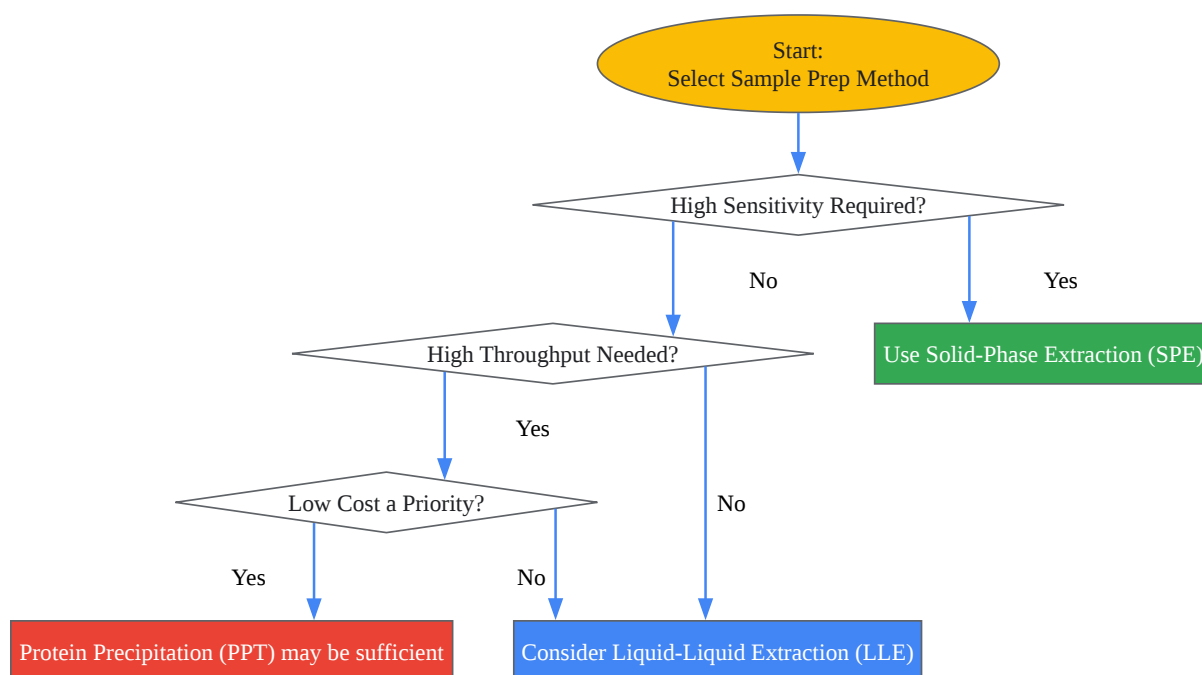 Start:
Select Sample Prep Method
High Sensitivity Required?
No
Yes
High Throughput Needed?
Use Solid-Phase Extraction (SPE)
Yes
Low Cost a Priority?
No
Yes
No
Protein Precipitation (PPT) may be sufficient
Consider Liquid-Liquid Extraction (LLE)